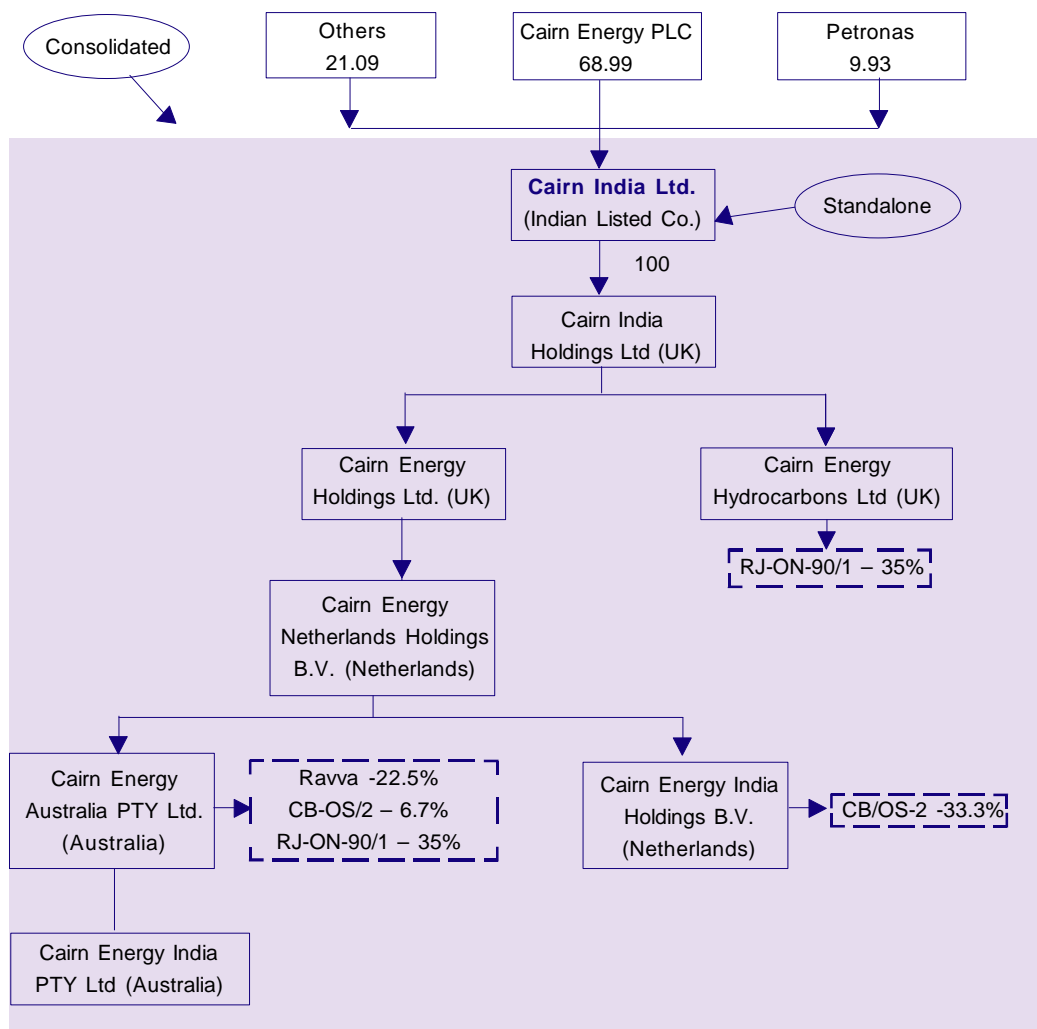 Consolidated
Others
21.09
Cairn Energy PLC
68.99
Petronas
9.93
Cairn India Ltd.
(Indian Listed Co.)
Standalone
100
Cairn India
Holdings Ltd (UK)
Cairn Energy
Holdings Ltd. (UK)
Cairn Energy
Hydrocarbons Ltd (UK)
RJ-ON-90/1 – 35%
Cairn Energy
Netherlands Holdings
B.V. (Netherlands)
Cairn Energy
Australia PTY Ltd.
(Australia)
Ravva -22.5%
CB-OS/2 – 6.7%
RJ-ON-90/1 – 35%
Cairn Energy India
Holdings B.V.
(Netherlands)
CB/OS-2 -33.3%
Cairn Energy India
PTY Ltd (Australia)